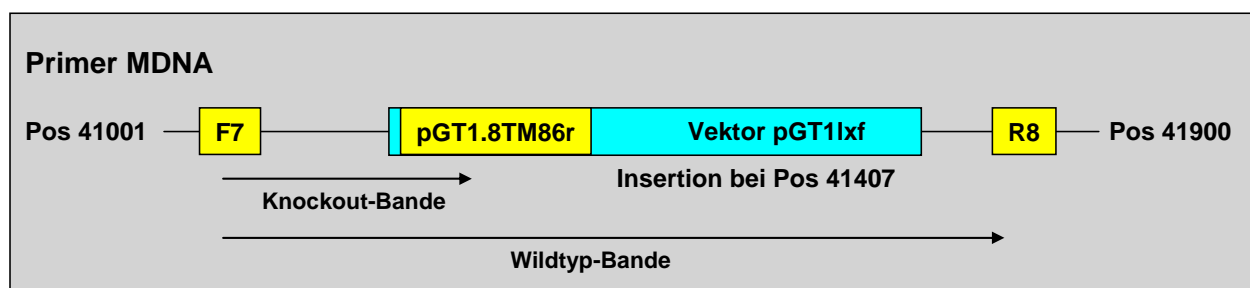 Primer MDNA
Pos 41001 F7 pGT1.8TM86r Vektor pGT1lxf R8 Pos 41900
Insertion bei Pos 41407
Knockout-Bande
Wildtyp-Bande